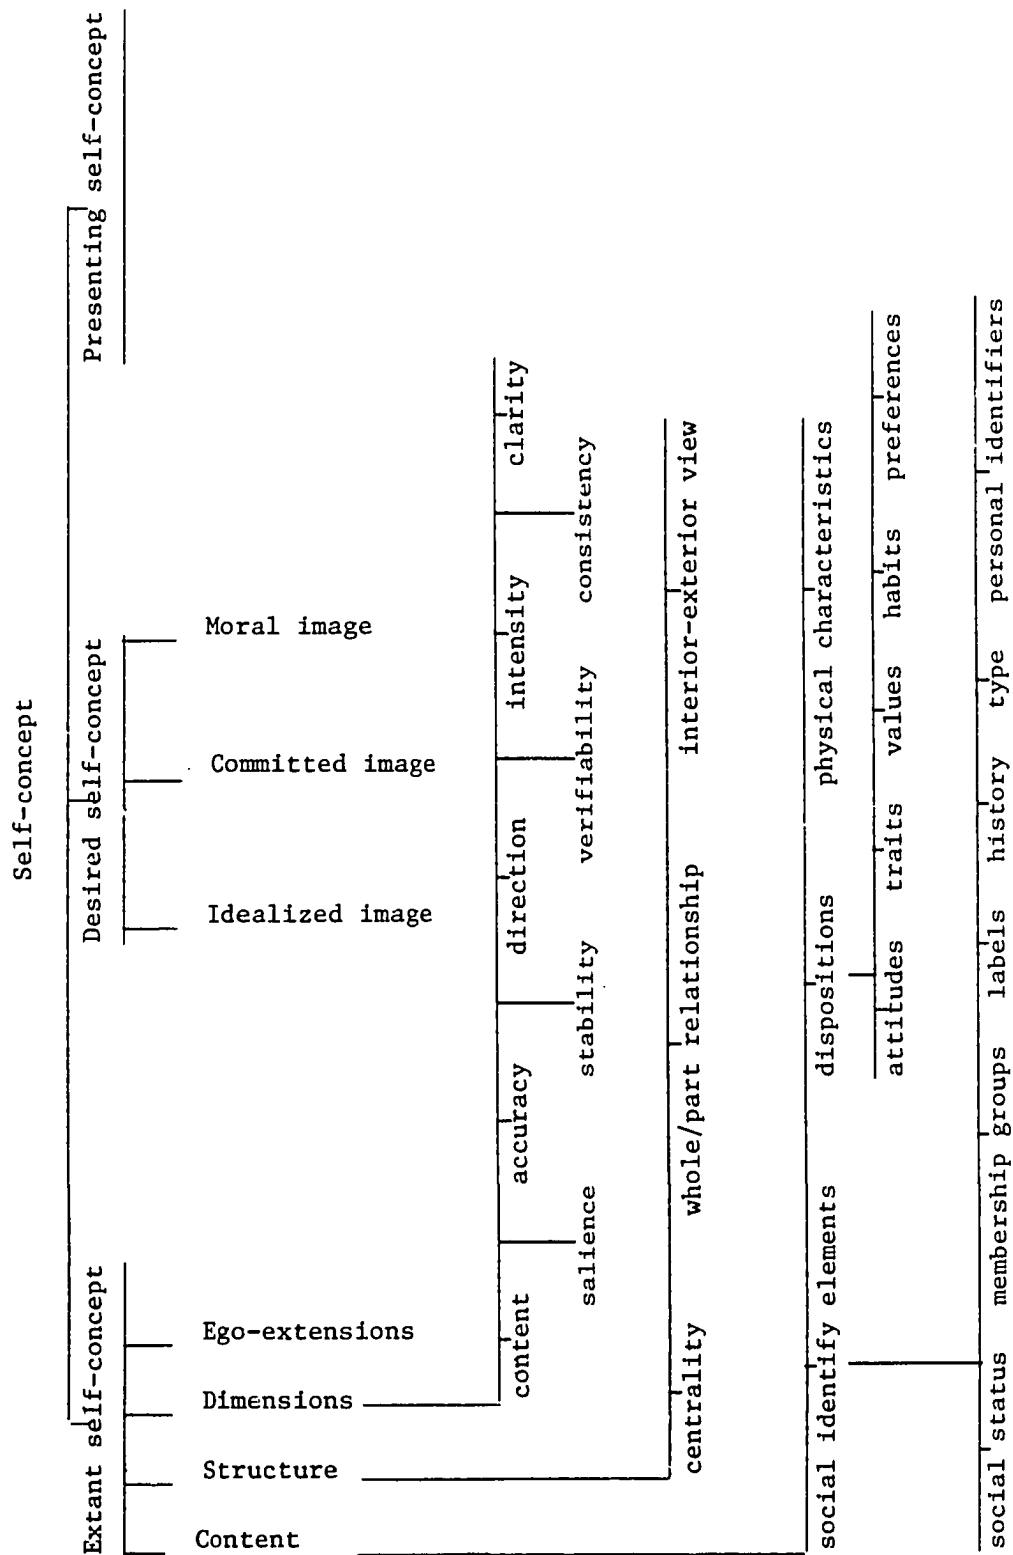 Self-concept
Extant self-concept
Desired self-concept
Presenting self-concept
Content
Structure
Dimensions
Ego-extensions
Idealized image
Committed image
Moral image
content
accuracy
direction
intensity
clarity
salience
stability
verifiability
consistency
centrality
whole/part relationship
interior-exterior view
social identify elements
dispositions
physical characteristics
attitudes
traits
values
habits
preferences
social status
membership groups
labels
history
type
personal identifiers